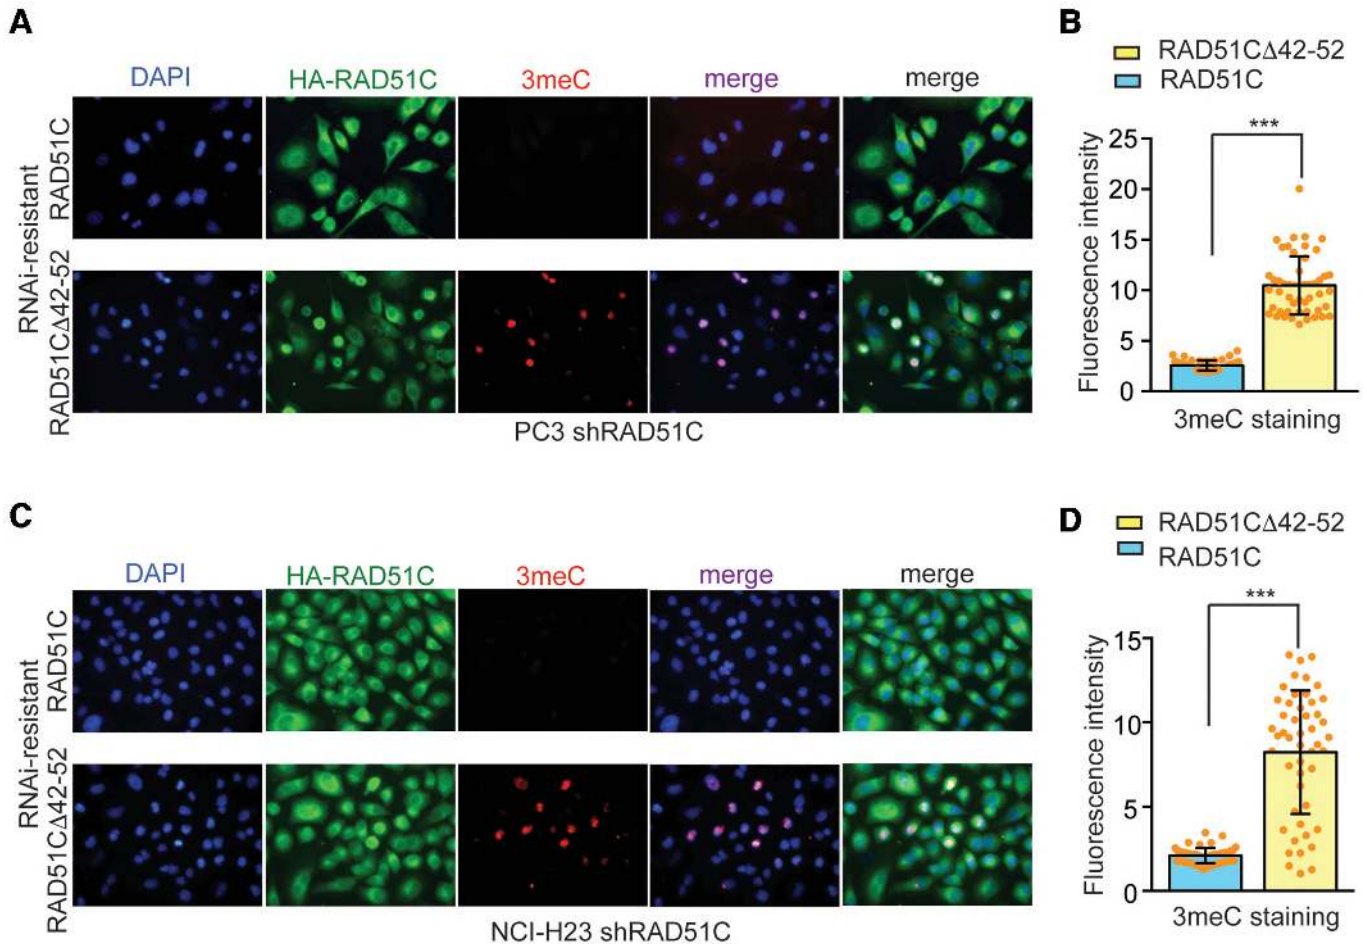 A
DAPI HA-RAD51C 3meC merge merge
RNAi-resistant
RAD51C
RAD51CΔ42-52
PC3 shRAD51C
B
RAD51CΔ42-52
RAD51C
***
Fluorescence intensity
25
20
15
10
5
0
3meC staining
C
DAPI HA-RAD51C 3meC merge merge
RNAi-resistant
RAD51C
RAD51CΔ42-52
NCI-H23 shRAD51C
D
RAD51CΔ42-52
RAD51C
***
Fluorescence intensity
15
10
5
0
3meC staining